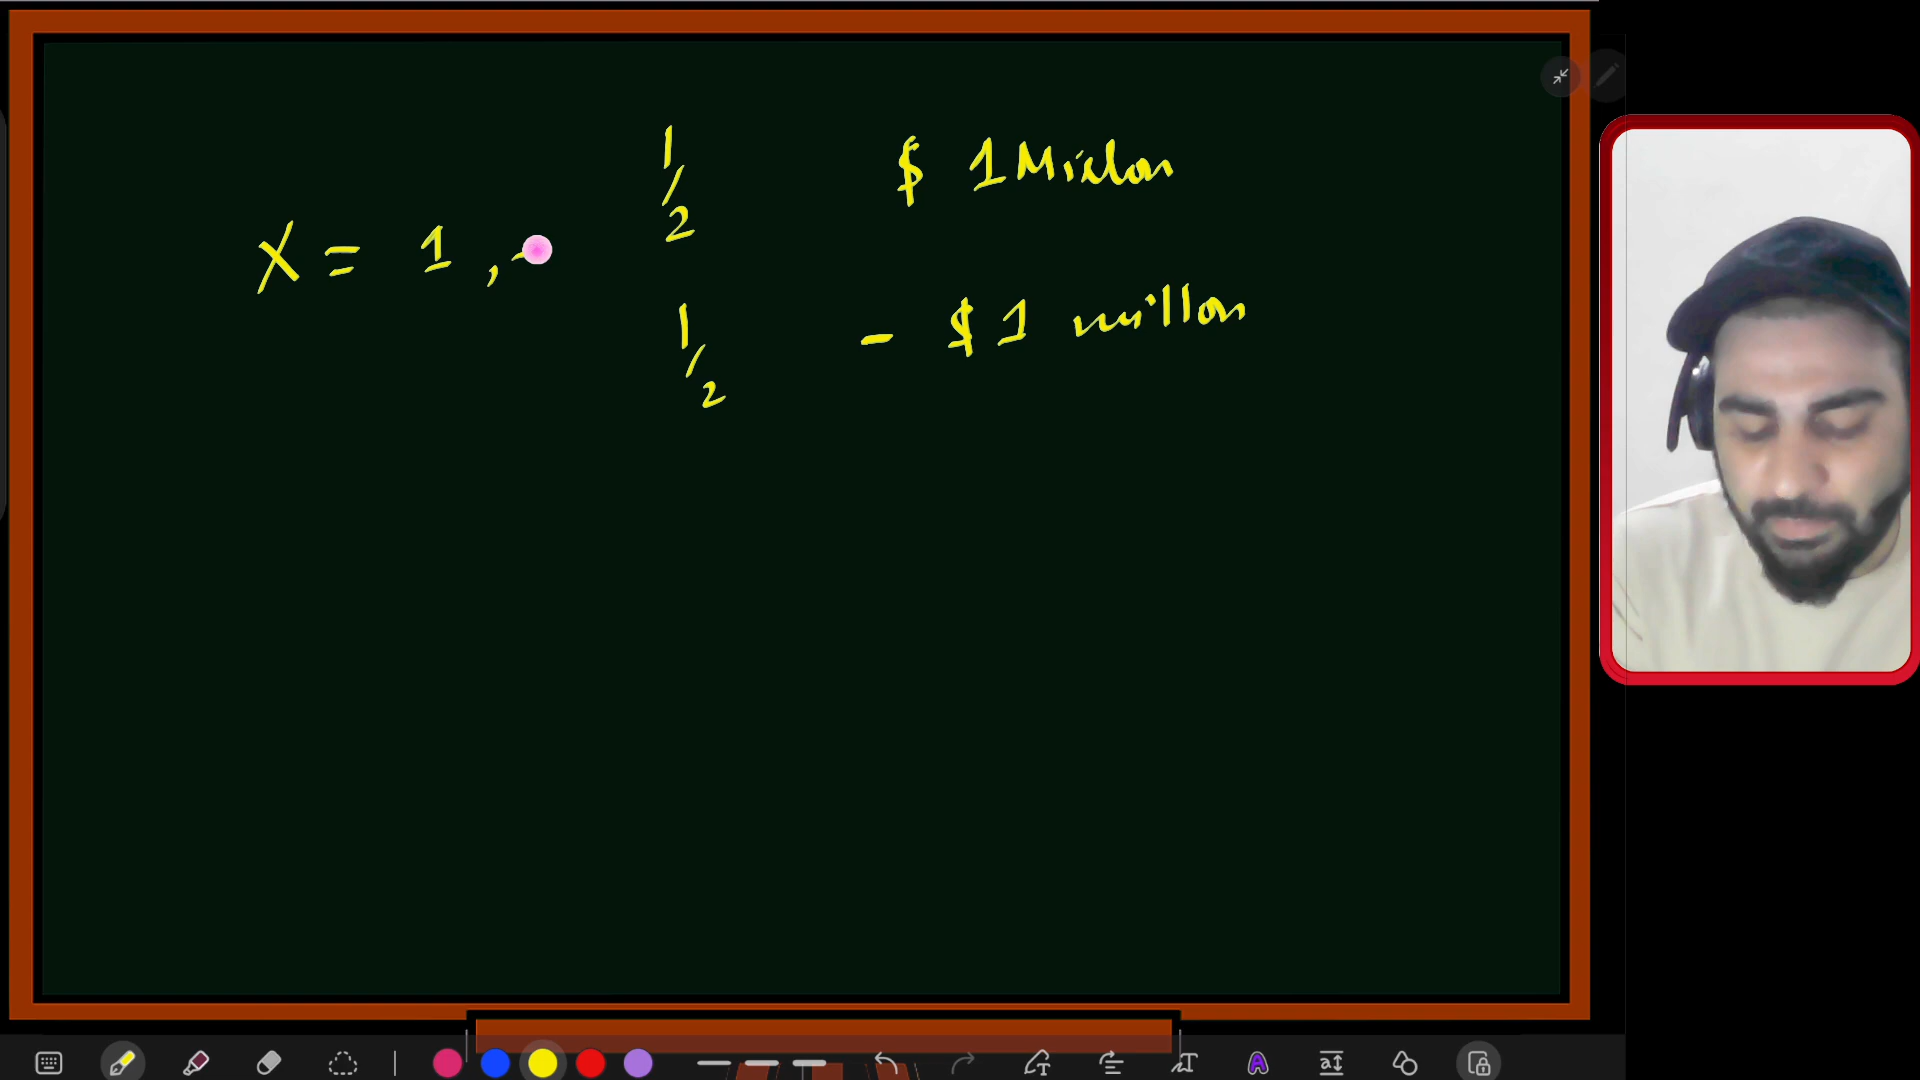 1/2 $ 1 Millon
X = 1 , -
1/2 - $ 1 millon